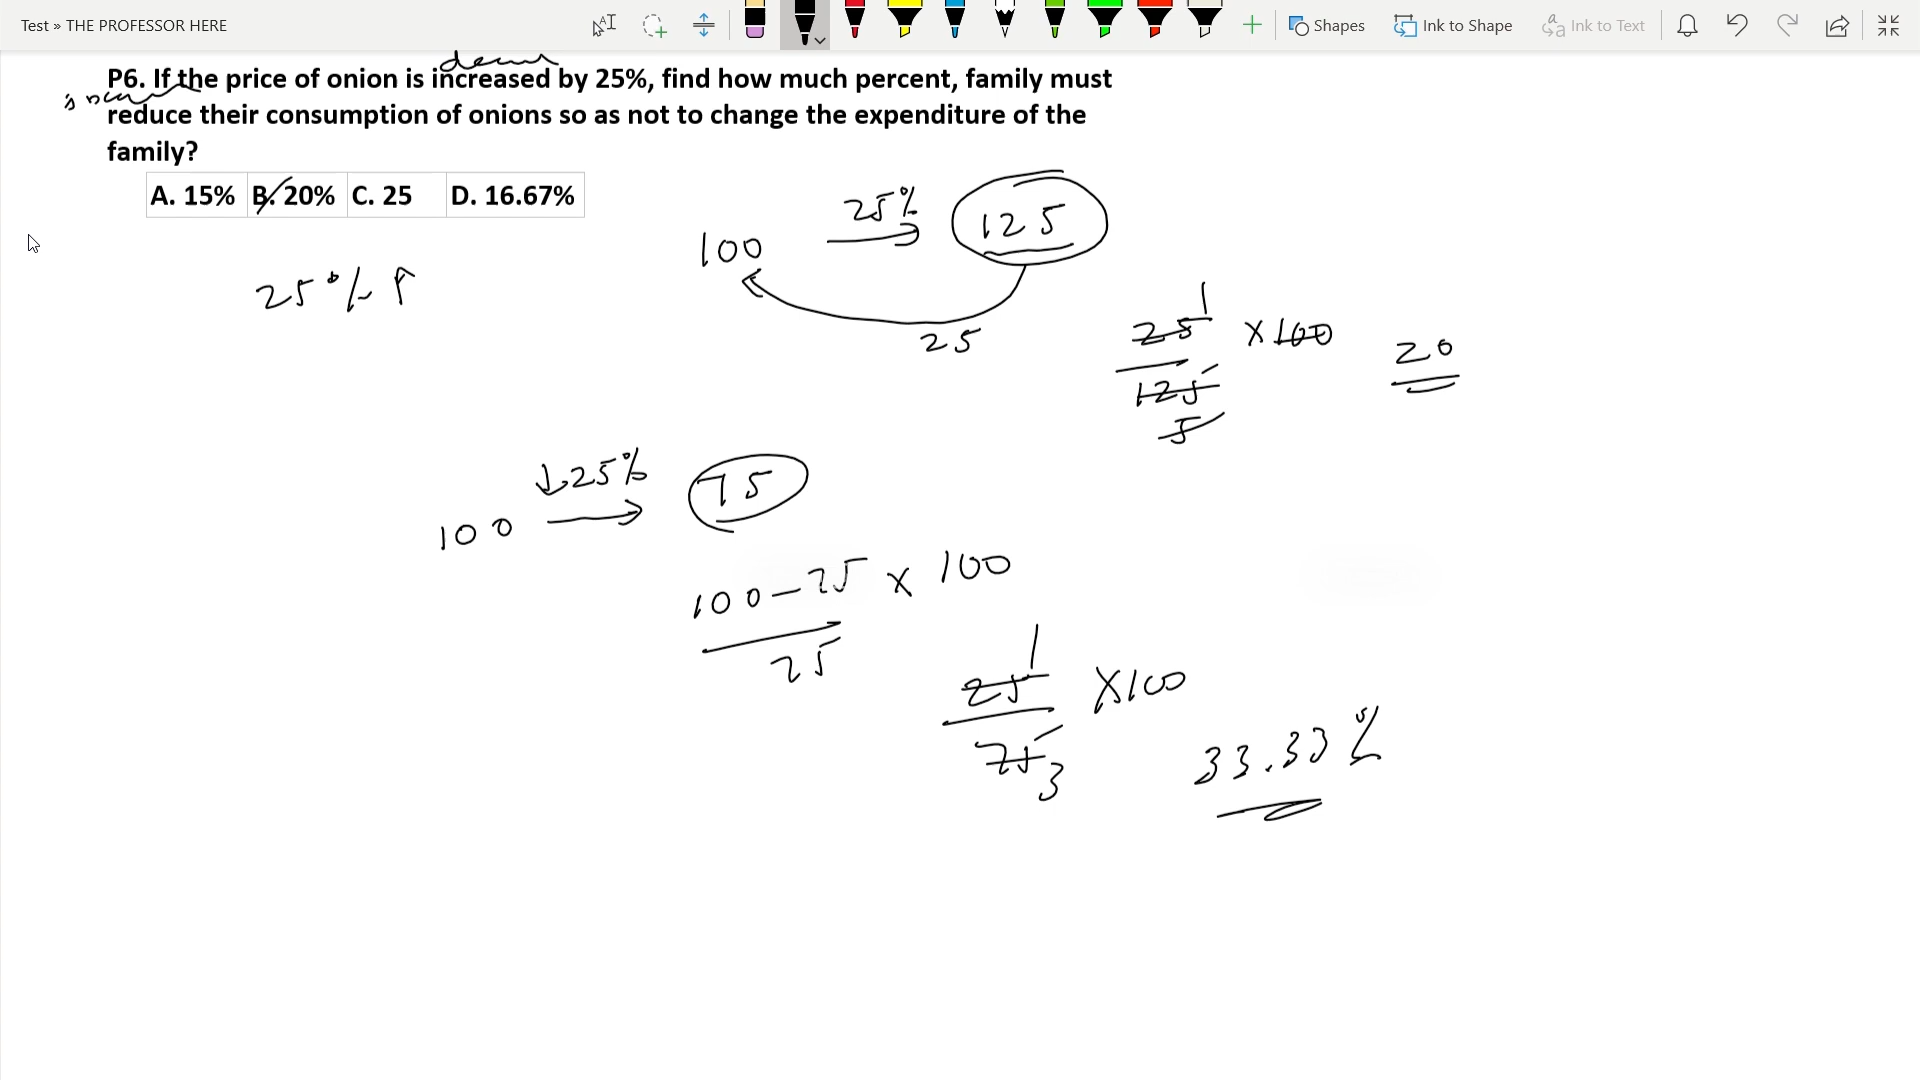 Test » THE PROFESSOR HERE
Shapes
Ink to Shape
Ink to Text
P6. If the price of onion is increased by 25%, find how much percent, family must
reduce their consumption of onions so as not to change the expenditure of the
family?
A. 15% B. 20% C. 25 D. 16.67%
25% ↑
100 25% → 125
25
25 1 × 100
125 5
20
100 ↓25% → 75
100 - 75 × 100
75
25 1 × 100
75 3
33.33%